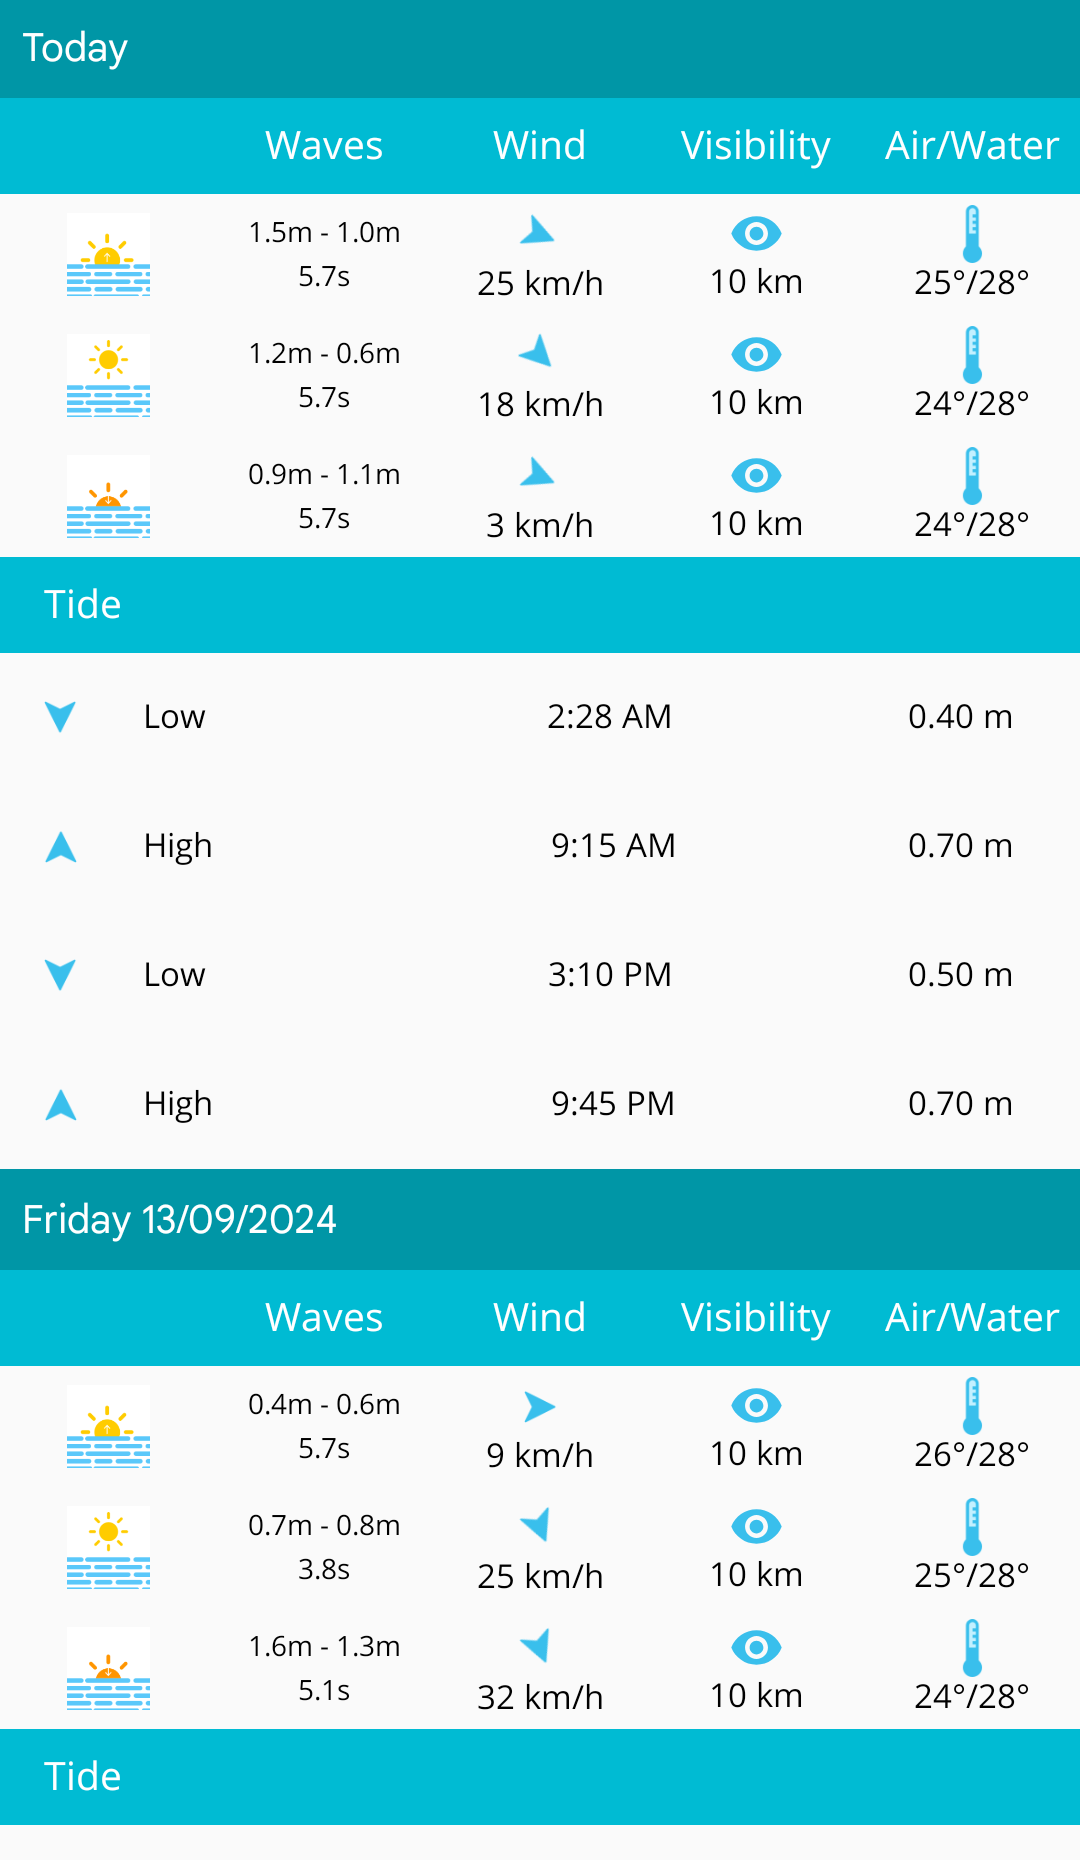 Today
Waves Wind Visibility Air/Water
1.5m - 1.0m
5.7s
25 km/h
10 km
25°/28°
1.2m - 0.6m
5.7s
18 km/h
10 km
24°/28°
0.9m - 1.1m
5.7s
3 km/h
10 km
24°/28°
Tide
Low 2:28 AM 0.40 m
High 9:15 AM 0.70 m
Low 3:10 PM 0.50 m
High 9:45 PM 0.70 m
Friday 13/09/2024
Waves Wind Visibility Air/Water
0.4m - 0.6m
5.7s
9 km/h
10 km
26°/28°
0.7m - 0.8m
3.8s
25 km/h
10 km
25°/28°
1.6m - 1.3m
5.1s
32 km/h
10 km
24°/28°
Tide